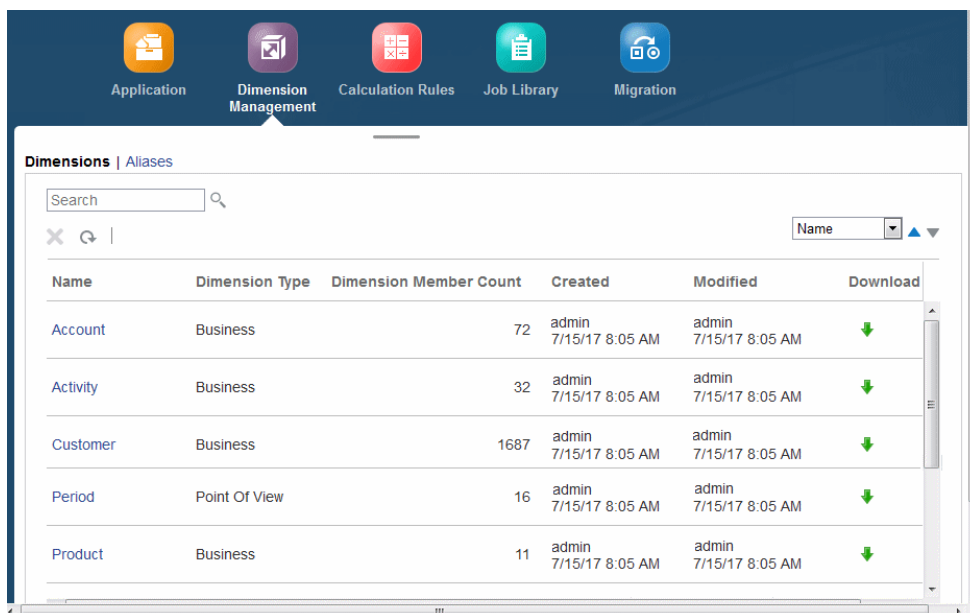 Application
Dimension Management
Calculation Rules
Job Library
Migration
Dimensions | Aliases
Search
Name
Name Dimension Type Dimension Member Count Created Modified Download
Account Business 72 admin 7/15/17 8:05 AM admin 7/15/17 8:05 AM
Activity Business 32 admin 7/15/17 8:05 AM admin 7/15/17 8:05 AM
Customer Business 1687 admin 7/15/17 8:05 AM admin 7/15/17 8:05 AM
Period Point Of View 16 admin 7/15/17 8:05 AM admin 7/15/17 8:05 AM
Product Business 11 admin 7/15/17 8:05 AM admin 7/15/17 8:05 AM